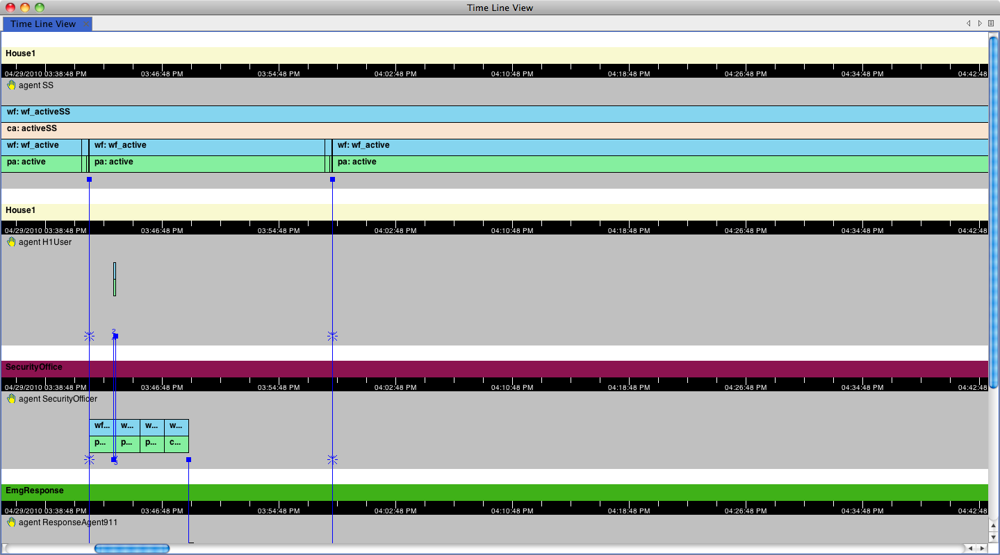 Time Line View
Time Line View
House1
04/29/2010 03:38:48 PM 03:46:48 PM 03:54:48 PM 04:02:48 PM 04:10:48 PM 04:18:48 PM 04:26:48 PM 04:34:48 PM 04:42:48
agent SS
wf: wf_activeSS
ca: activeSS
wf: wf_active wf: wf_active wf: wf_active
pa: active pa: active pa: active
House1
04/29/2010 03:38:48 PM 03:46:48 PM 03:54:48 PM 04:02:48 PM 04:10:48 PM 04:18:48 PM 04:26:48 PM 04:34:48 PM 04:42:48
agent H1User
2
SecurityOffice
04/29/2010 03:38:48 PM 03:46:48 PM 03:54:48 PM 04:02:48 PM 04:10:48 PM 04:18:48 PM 04:26:48 PM 04:34:48 PM 04:42:48
agent SecurityOfficer
wf... w... w... w...
p... p... p... c...
3
EmgResponse
04/29/2010 03:38:48 PM 03:46:48 PM 03:54:48 PM 04:02:48 PM 04:10:48 PM 04:18:48 PM 04:26:48 PM 04:34:48 PM 04:42:48
agent ResponseAgent911